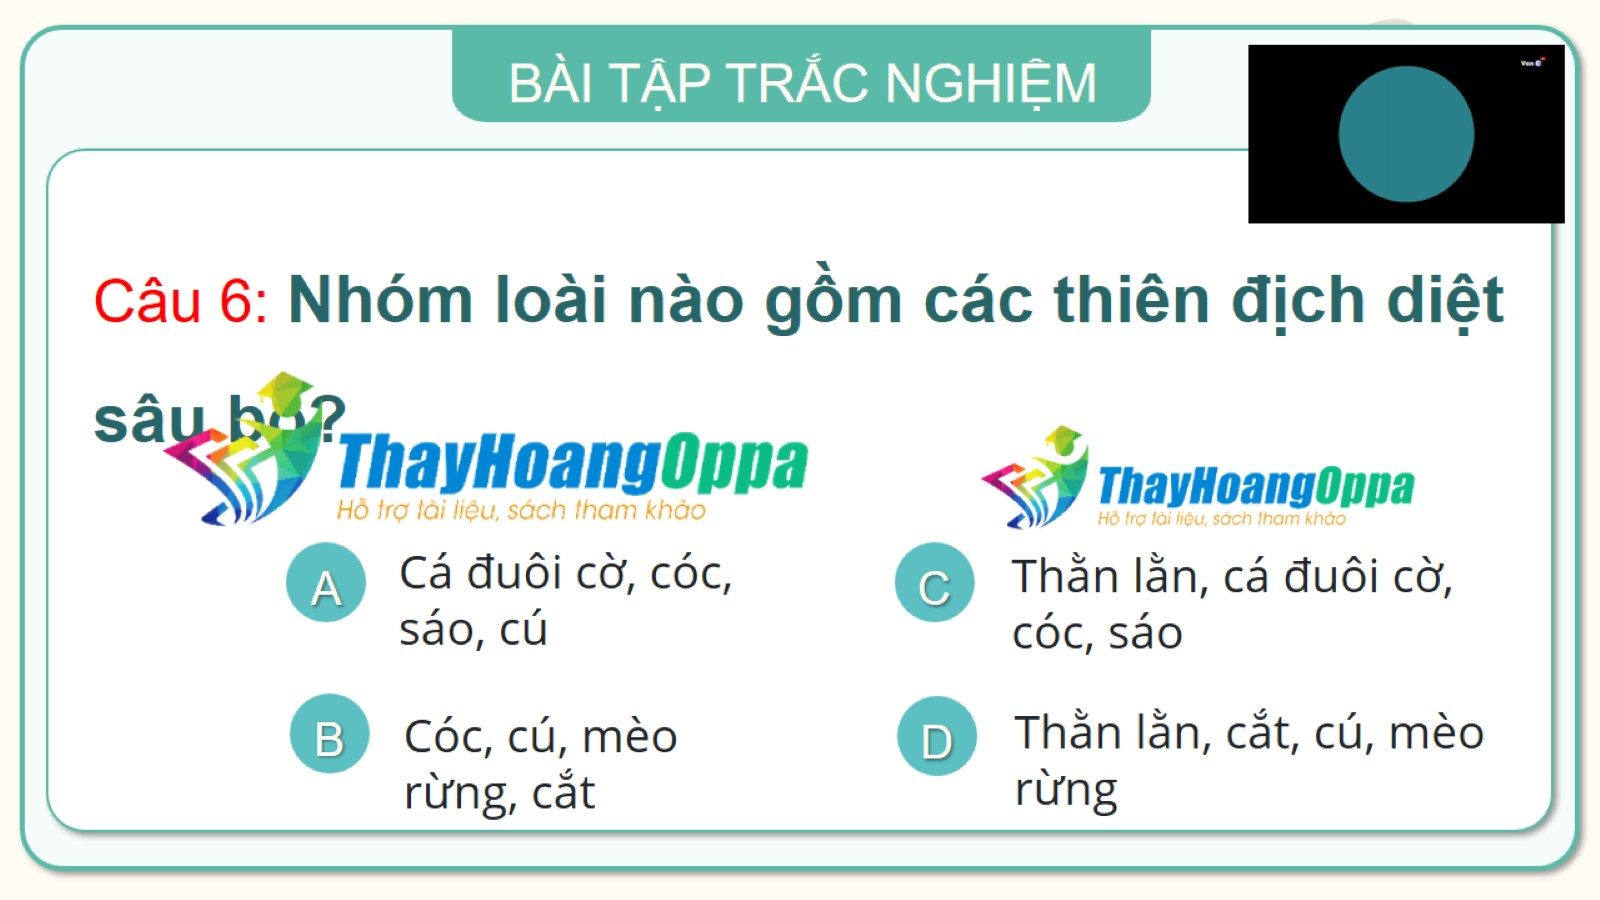 BÀI TẬP TRẮC NGHIỆM
Câu 6: Nhóm loài nào gồm các thiên địch diệt
sâu bọ?
ThayHoangOppa
Hỗ trợ tài liệu, sách tham khảo
ThayHoangOppa
Hỗ trợ tài liệu, sách tham khảo
A Cá đuôi cờ, cóc,
sáo, cú
C Thằn lằn, cá đuôi cờ,
cóc, sáo
B Cóc, cú, mèo
rừng, cắt
D Thằn lằn, cắt, cú, mèo
rừng